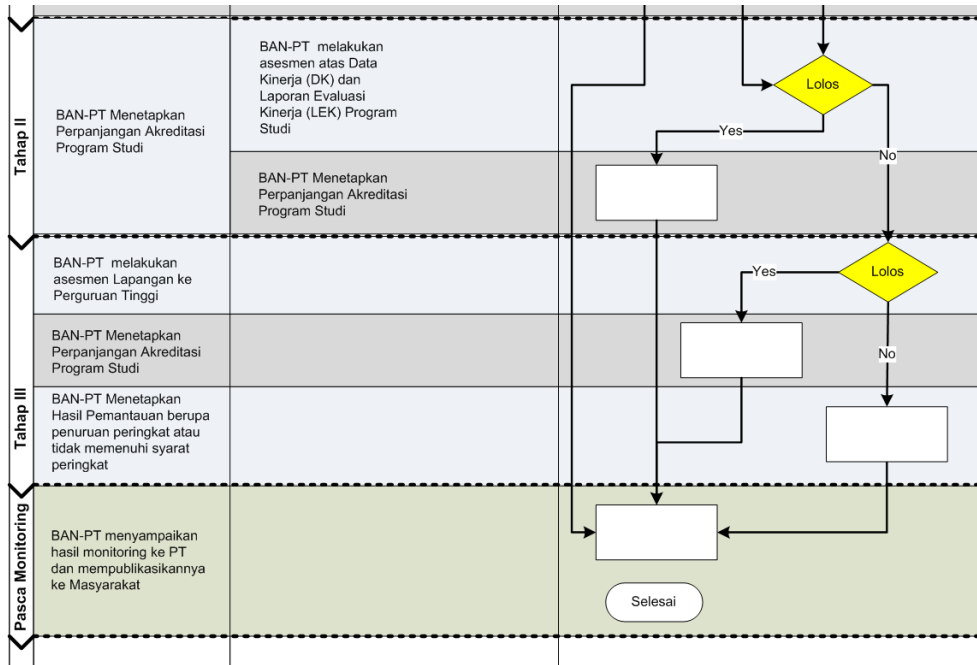 Tahap II
BAN-PT Menetapkan
Perpanjangan Akreditasi
Program Studi
BAN-PT melakukan
asesmen atas Data
Kinerja (DK) dan
Laporan Evaluasi
Kinerja (LEK) Program
Studi
Lolos
Yes
No
BAN-PT Menetapkan
Perpanjangan Akreditasi
Program Studi
Tahap III
BAN-PT melakukan
asesmen Lapangan ke
Perguruan Tinggi
Lolos
Yes
No
BAN-PT Menetapkan
Perpanjangan Akreditasi
Program Studi
BAN-PT Menetapkan
Hasil Pemantauan berupa
penuruan peringkat atau
tidak memenuhi syarat
peringkat
Pasca Monitoring
BAN-PT menyampaikan
hasil monitoring ke PT
dan mempublikasikannya
ke Masyarakat
Selesai